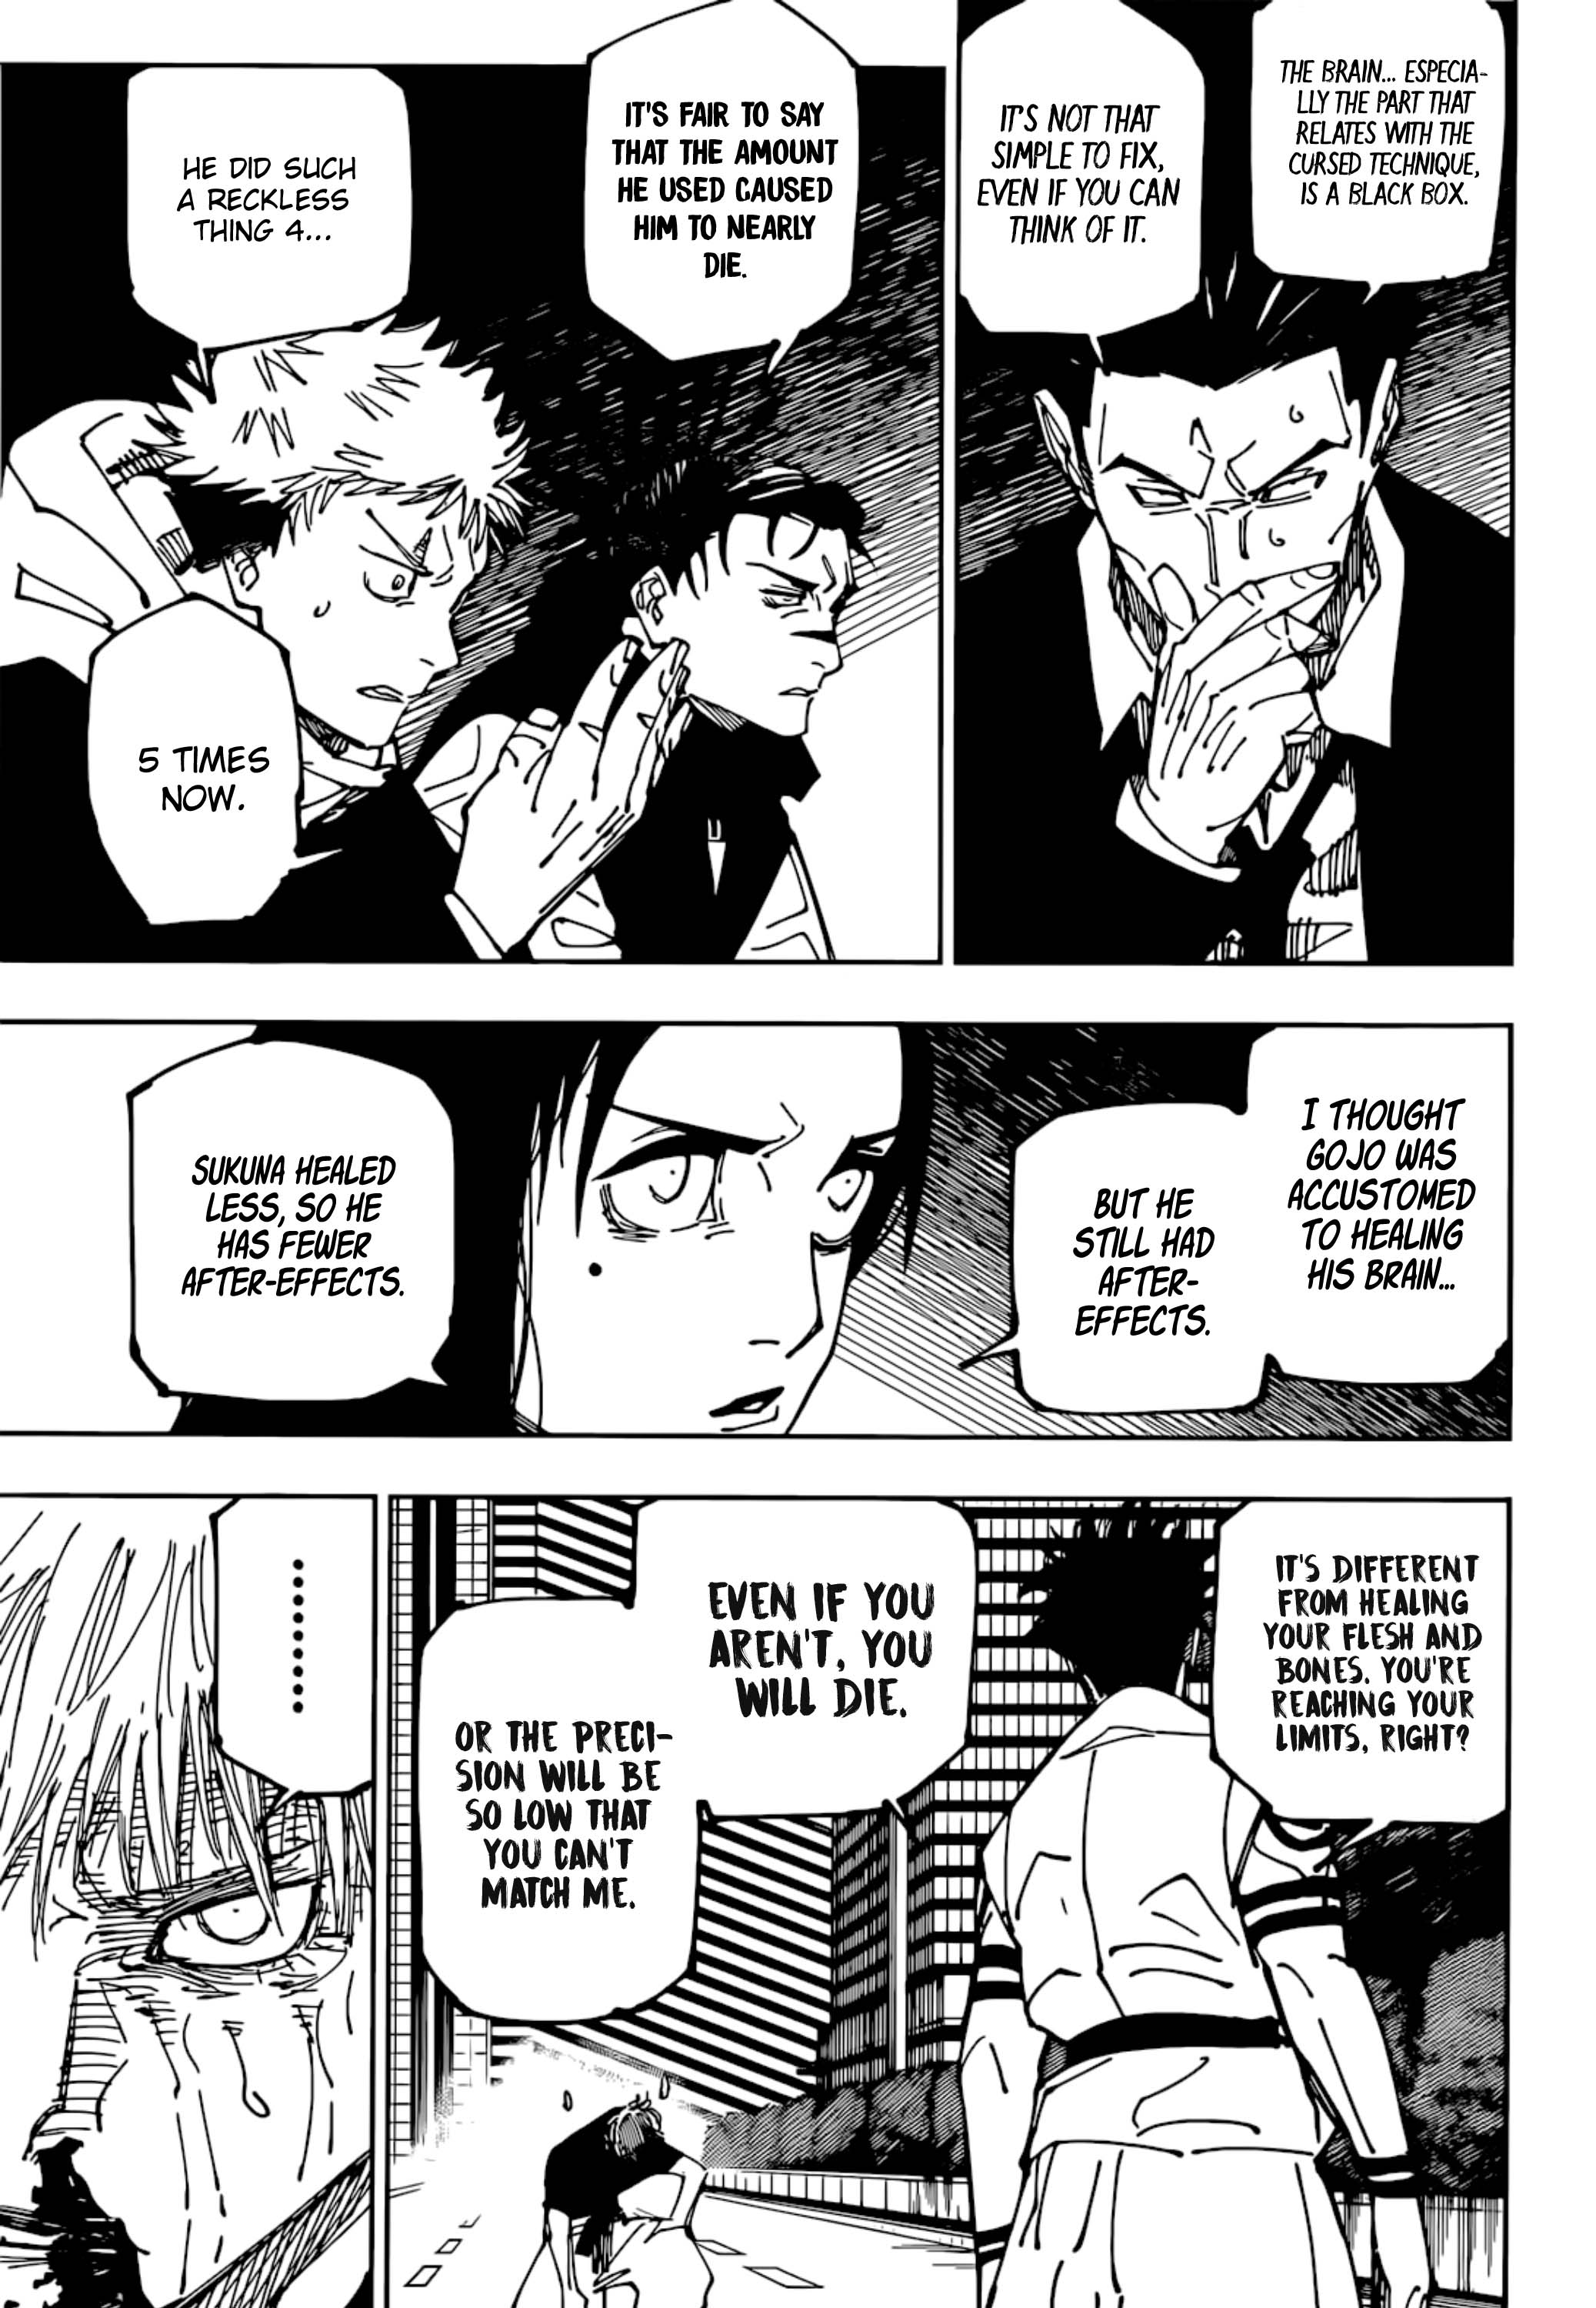 THE BRAIN... ESPECIA-
LLY THE PART THAT
RELATES WITH THE
CURSED TECHNIQUE,
IS A BLACK BOX.
IT'S NOT THAT
SIMPLE TO FIX,
EVEN IF YOU CAN
THINK OF IT.
IT'S FAIR TO SAY
THAT THE AMOUNT
HE USED CAUSED
HIM TO NEARLY
DIE.
HE DID SUCH
A RECKLESS
THING 4...
5 TIMES
NOW.
I THOUGHT
GOJO WAS
ACCUSTOMED
TO HEALING
HIS BRAIN...
BUT HE
STILL HAD
AFTER-
EFFECTS.
SUKUNA HEALED
LESS, SO HE
HAS FEWER
AFTER-EFFECTS.
IT'S DIFFERENT
FROM HEALING
YOUR FLESH AND
BONES. YOU'RE
REACHING YOUR
LIMITS, RIGHT?
EVEN IF YOU
AREN'T, YOU
WILL DIE.
OR THE PRECI-
SION WILL BE
SO LOW THAT
YOU CAN'T
MATCH ME.
.........